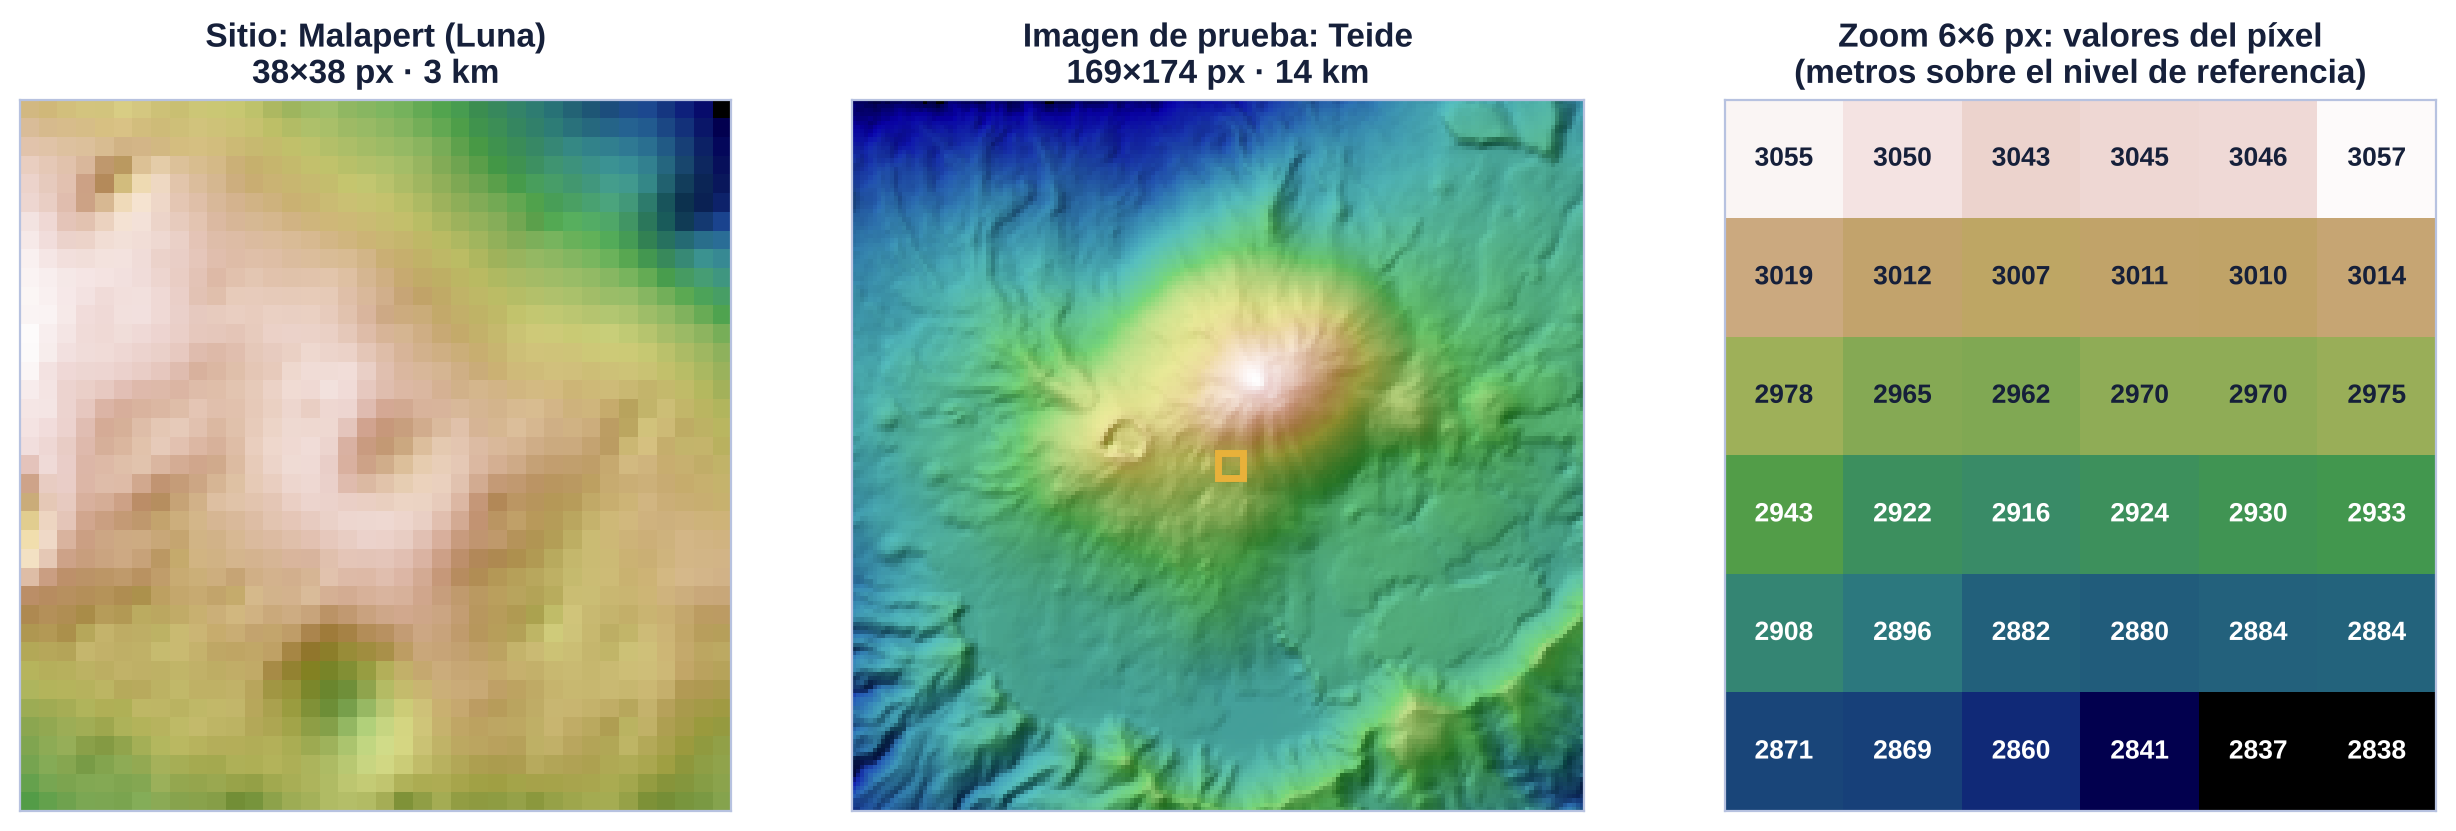 Sitio: Malapert (Luna)
38×38 px · 3 km
Imagen de prueba: Teide
169×174 px · 14 km
Zoom 6×6 px: valores del píxel
(metros sobre el nivel de referencia)
3055 3050 3043 3045 3046 3057
3019 3012 3007 3011 3010 3014
2978 2965 2962 2970 2970 2975
2943 2922 2916 2924 2930 2933
2908 2896 2882 2880 2884 2884
2871 2869 2860 2841 2837 2838